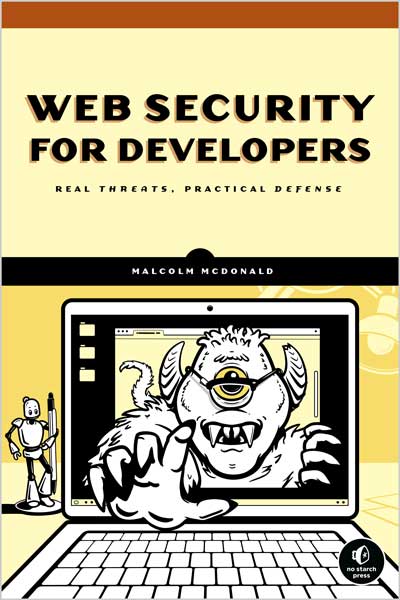 WEB SECURITY
FOR DEVELOPERS
REAL THREATS, PRACTICAL DEFENSE
MALCOLM MCDONALD
no starch
press